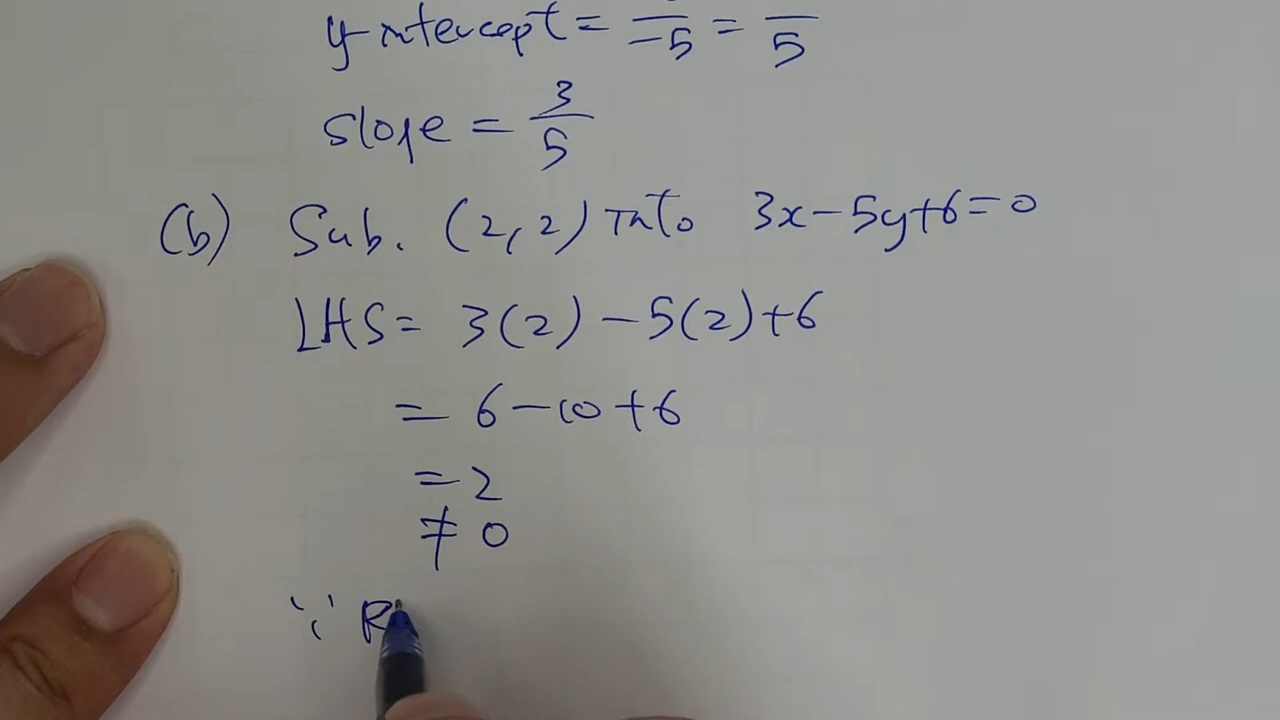 y-intercept = —/-5 = —/5
slope = 3/5
(b) Sub. (2,2) into 3x-5y+6=0
LHS = 3(2) - 5(2) + 6
= 6 - 10 + 6
= 2
≠ 0
∵ R